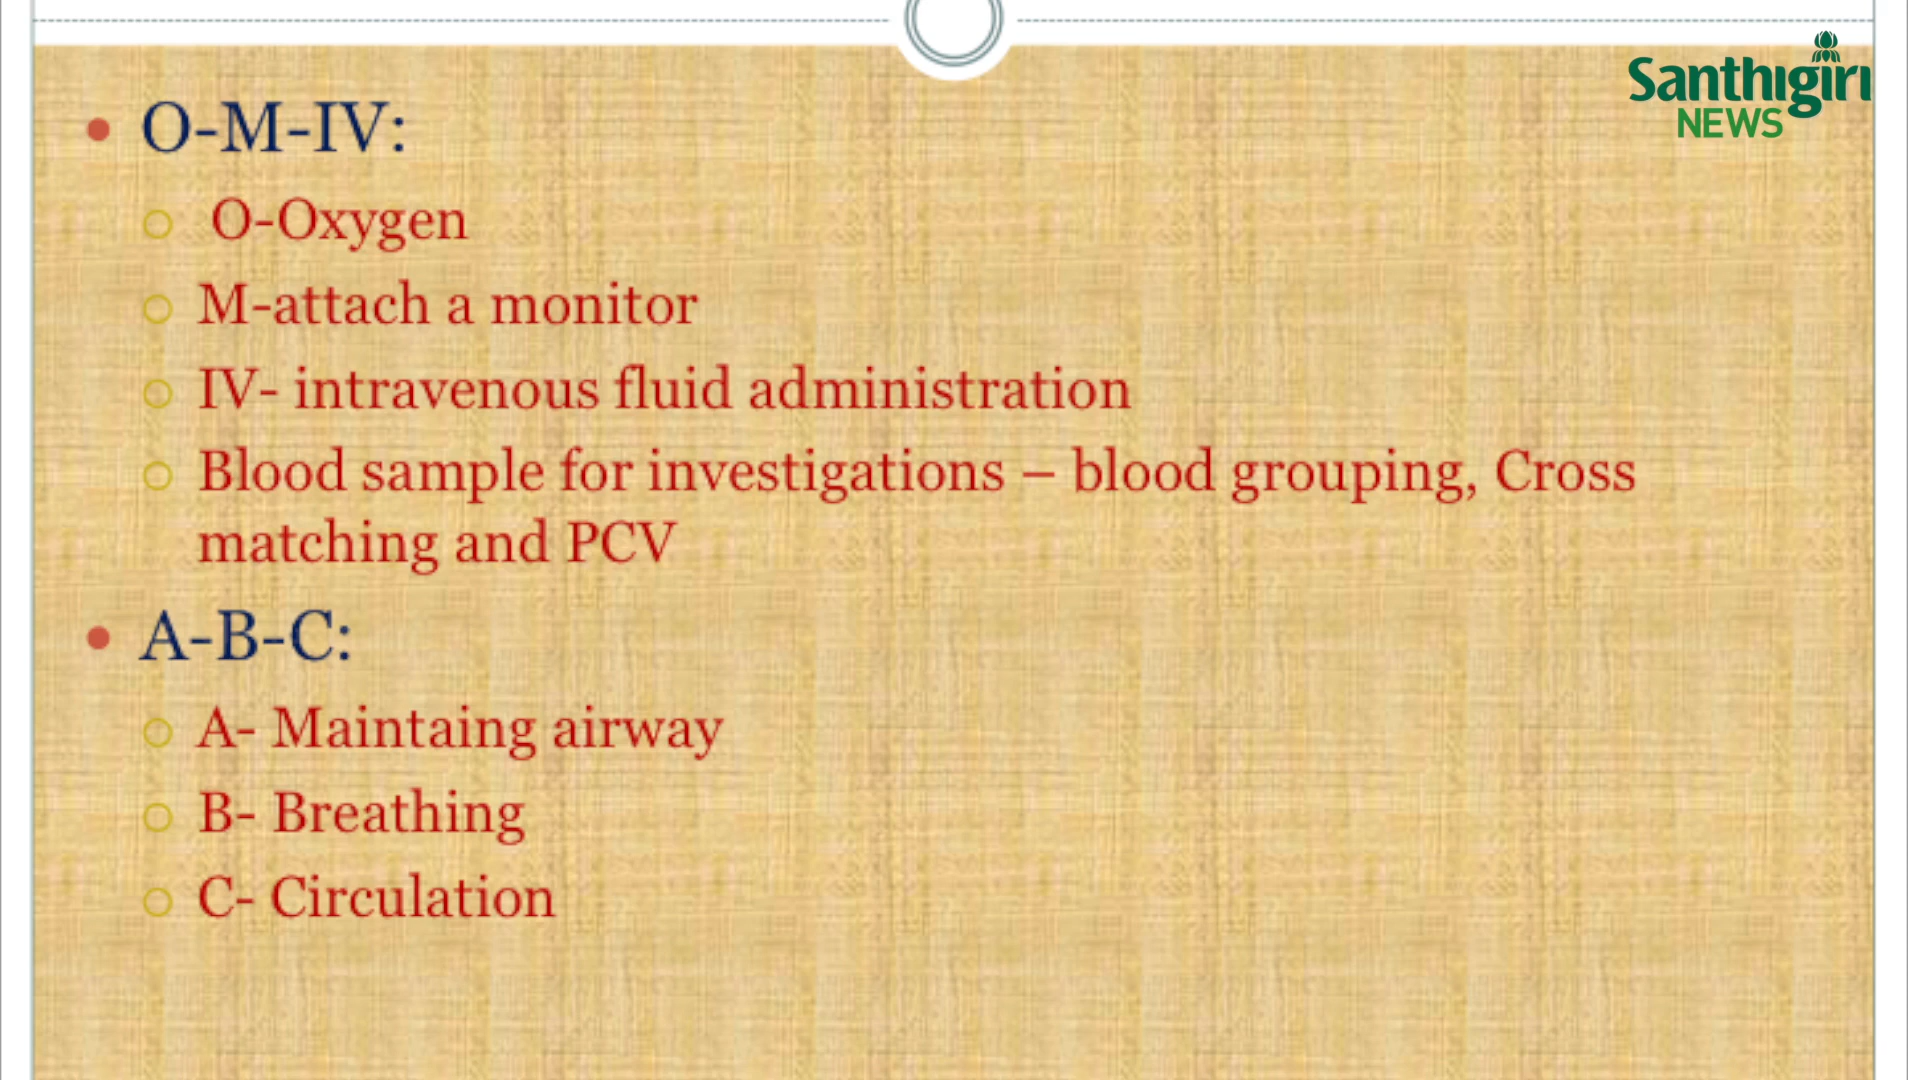 Santhigiri
NEWS
O-M-IV:
O-Oxygen
M-attach a monitor
IV- intravenous fluid administration
Blood sample for investigations – blood grouping, Cross
matching and PCV
A-B-C:
A- Maintaing airway
B- Breathing
C- Circulation